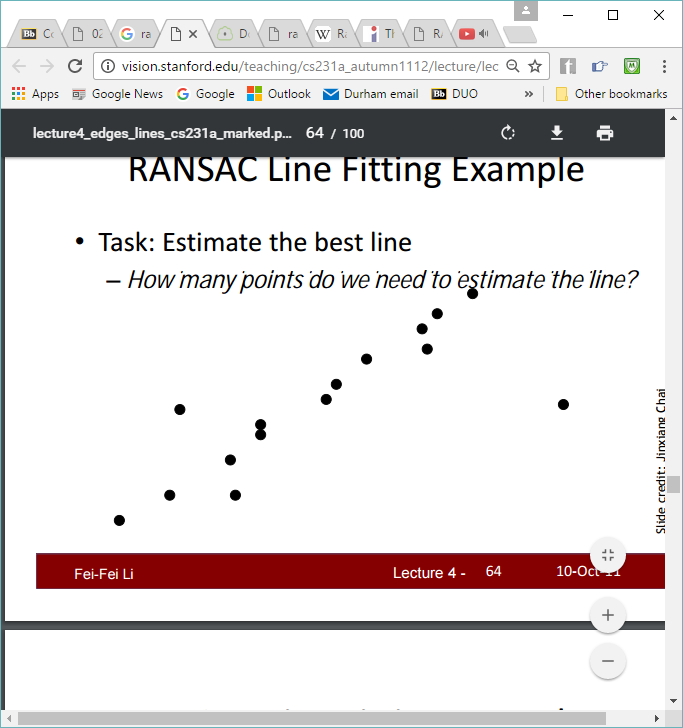 Bb Cc 02 ra D ra W Ra Th R
vision.stanford.edu/teaching/cs231a_autumn1112/lecture/lec
Apps Google News Google Outlook Durham email Bb DUO » Other bookmarks
lecture4_edges_lines_cs231a_marked.p... 64 / 100
RANSAC Line Fitting Example
• Task: Estimate the best line
– How many points do we need to estimate the line?
Slide credit: Jinxiang Chai
Fei-Fei Li Lecture 4 - 64 10-Oct-11